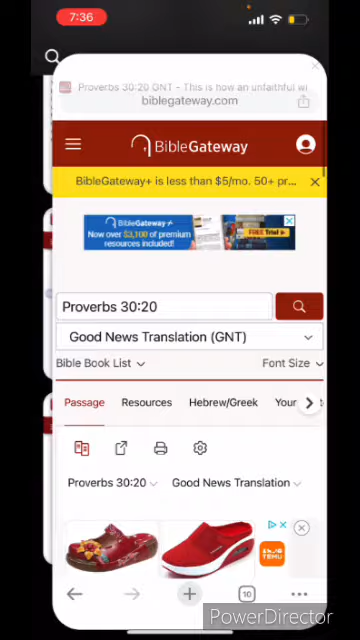 7:36
Proverbs 30:20 GNT - This is how an unfaithful wi
biblegateway.com
BibleGateway
BibleGateway+ is less than $5/mo. 50+ pr...
BibleGateway+
Now over $3,100 of premium
resources included!
FREE Trial
Proverbs 30:20
Good News Translation (GNT)
Bible Book List
Font Size
Passage Resources Hebrew/Greek Your
Proverbs 30:20 Good News Translation
TEMU
10
PowerDirector